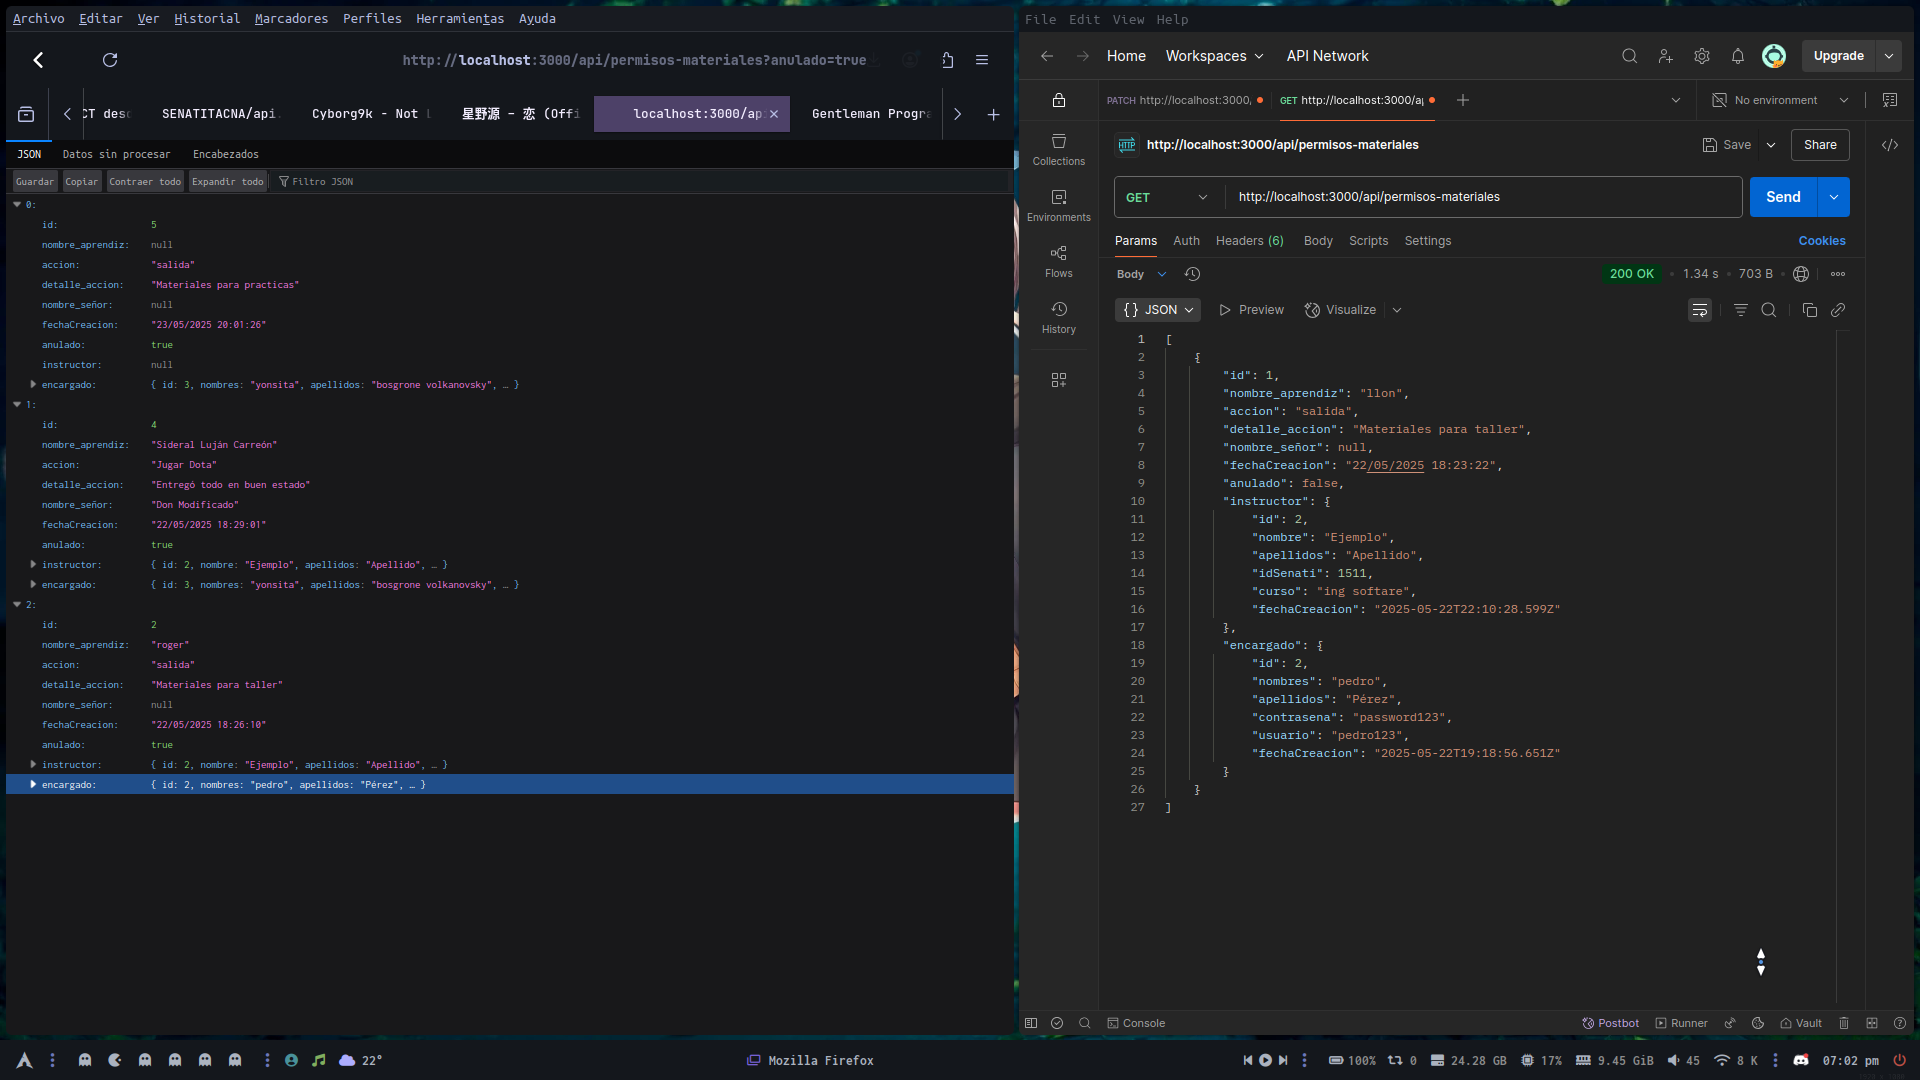 Archivo Editar Ver Historial Marcadores Perfiles Herramientas Ayuda
http://localhost:3000/api/permisos-materiales?anulado=true
CT desc SENATITACNA/api. Cyborg9k - Not 星野源 - 恋 (Offi localhost:3000/ap: Gentleman Progra
JSON Datos sin procesar Encabezados
Guardar Copiar Contraer todo Expandir todo Filtro JSON
0:
id: 5
nombre_aprendiz: null
accion: "salida"
detalle_accion: "Materiales para practicas"
nombre_señor: null
fechaCreacion: "23/05/2025 20:01:26"
anulado: true
instructor: null
encargado: { id: 3, nombres: "yonsita", apellidos: "bosgrone volkanovsky", … }
1:
id: 4
nombre_aprendiz: "Sideral Luján Carreón"
accion: "Jugar Dota"
detalle_accion: "Entregó todo en buen estado"
nombre_señor: "Don Modificado"
fechaCreacion: "22/05/2025 18:29:01"
anulado: true
instructor: { id: 2, nombre: "Ejemplo", apellidos: "Apellido", … }
encargado: { id: 3, nombres: "yonsita", apellidos: "bosgrone volkanovsky", … }
2:
id: 2
nombre_aprendiz: "roger"
accion: "salida"
detalle_accion: "Materiales para taller"
nombre_señor: null
fechaCreacion: "22/05/2025 18:26:10"
anulado: true
instructor: { id: 2, nombre: "Ejemplo", apellidos: "Apellido", … }
encargado: { id: 2, nombres: "pedro", apellidos: "Pérez", … }
File Edit View Help
Home Workspaces API Network Upgrade
PATCH http://localhost:3000, GET http://localhost:3000/a No environment
Collections
Environments
Flows
History
HTTP http://localhost:3000/api/permisos-materiales Save Share
GET http://localhost:3000/api/permisos-materiales Send
Params Auth Headers (6) Body Scripts Settings Cookies
Body 200 OK • 1.34 s • 703 B
{} JSON Preview Visualize
1 [
2 {
3 "id": 1,
4 "nombre_aprendiz": "llon",
5 "accion": "salida",
6 "detalle_accion": "Materiales para taller",
7 "nombre_señor": null,
8 "fechaCreacion": "22/05/2025 18:23:22",
9 "anulado": false,
10 "instructor": {
11 "id": 2,
12 "nombre": "Ejemplo",
13 "apellidos": "Apellido",
14 "idSenati": 1511,
15 "curso": "ing softare",
16 "fechaCreacion": "2025-05-22T22:10:28.599Z"
17 },
18 "encargado": {
19 "id": 2,
20 "nombres": "pedro",
21 "apellidos": "Pérez",
22 "contrasena": "password123",
23 "usuario": "pedro123",
24 "fechaCreacion": "2025-05-22T19:18:56.651Z"
25 }
26 }
27 ]
Console Postbot Runner Vault
22° Mozilla Firefox 100% 0 24.28 GB 17% 9.45 GiB 45 8 K 07:02 pm